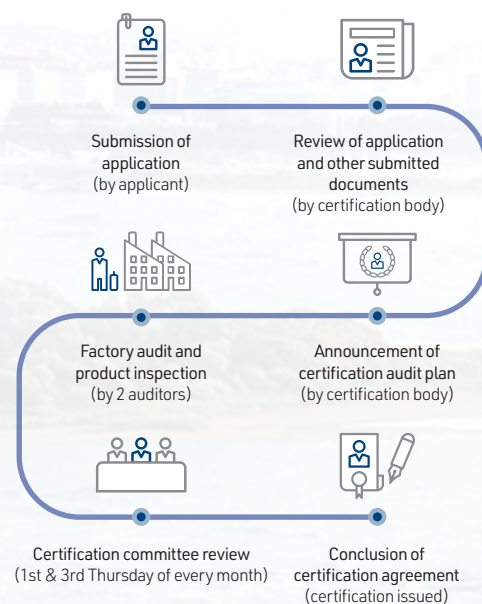 Submission of
application
(by applicant)
Review of application
and other submitted
documents
(by certification body)
Announcement of
certification audit plan
(by certification body)
Factory audit and
product inspection
(by 2 auditors)
Certification committee review
(1st & 3rd Thursday of every month)
Conclusion of
certification agreement
(certification issued)